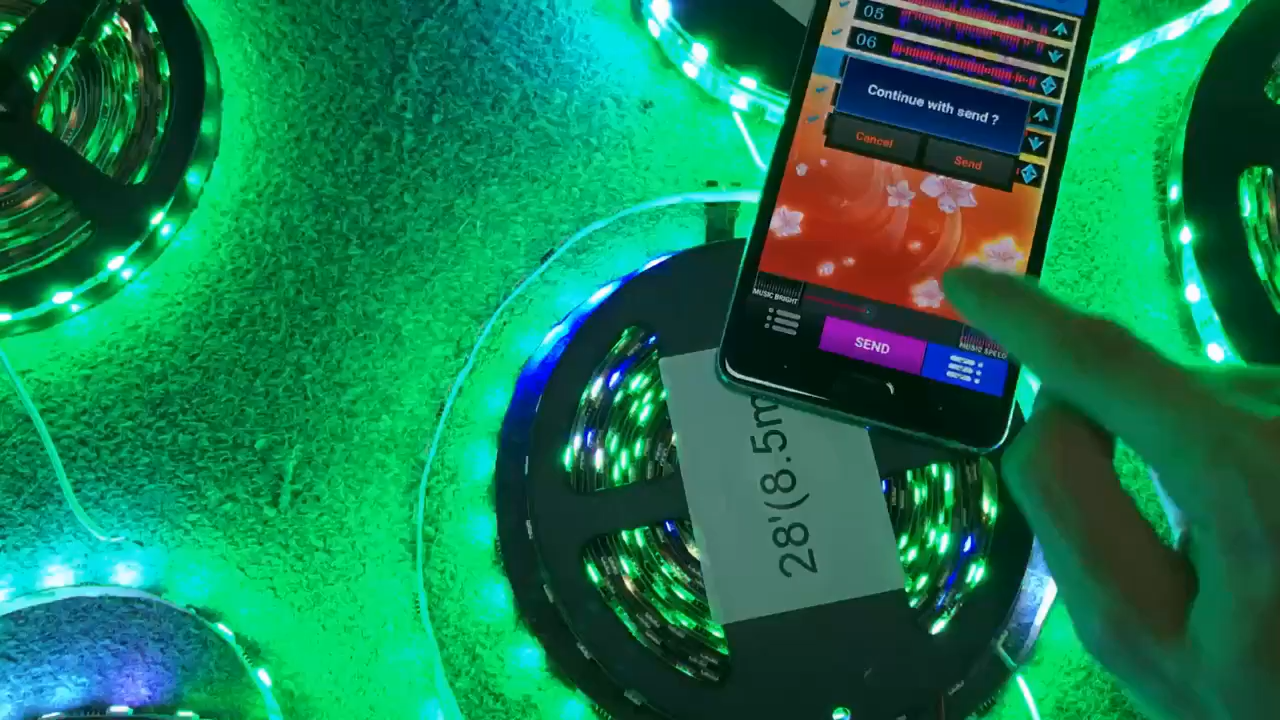 05
06
Continue with send ?
Cancel
Send
MUSIC BRIGHT
SEND
MUSIC SPEED
28'(8.5m